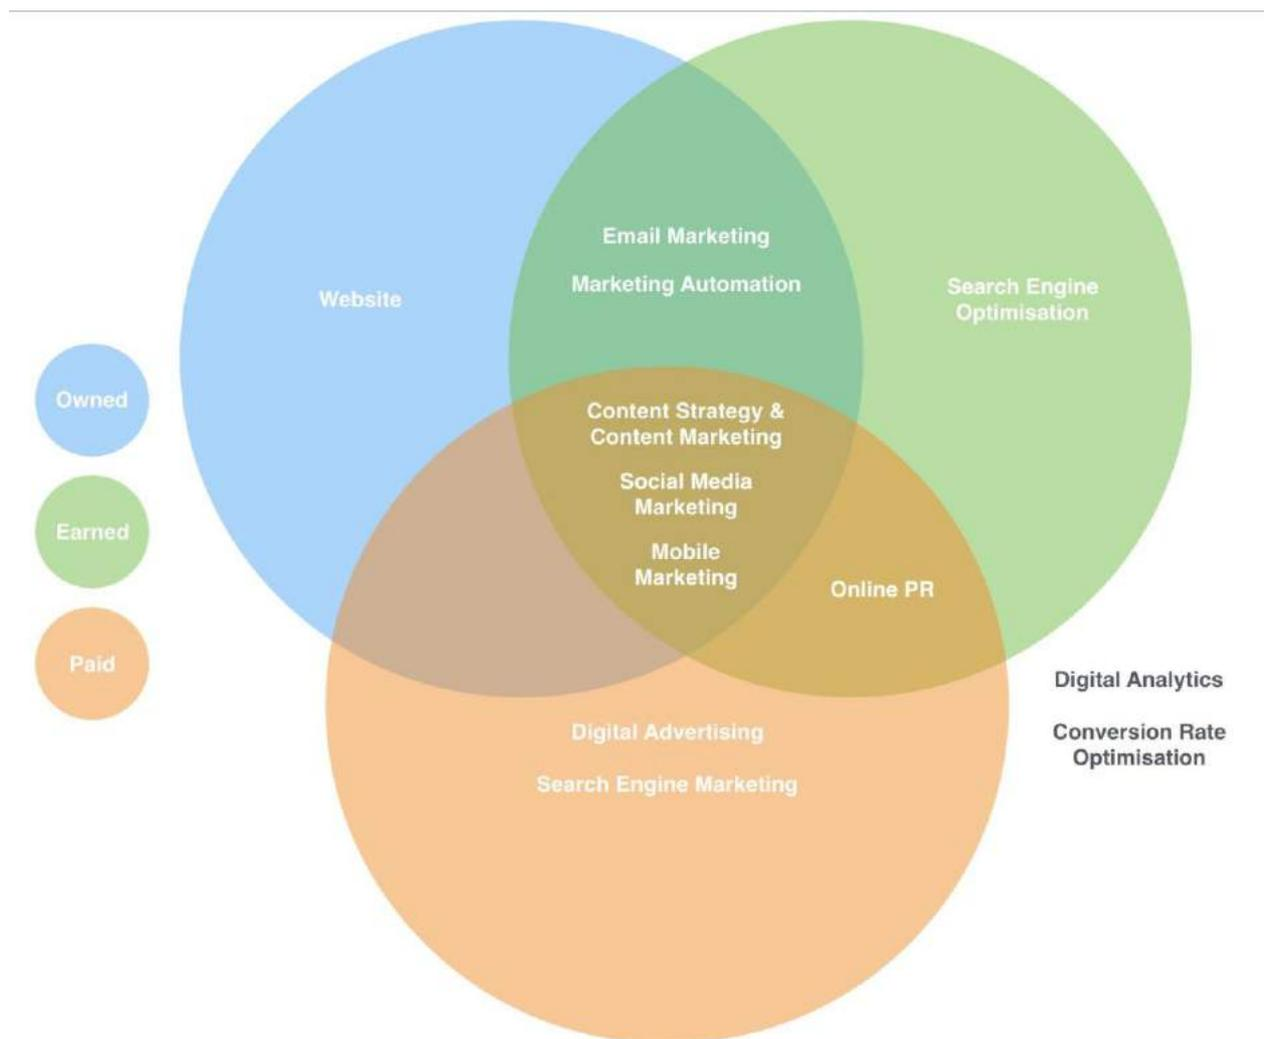 Email Marketing
Marketing Automation
Website
Search Engine
Optimisation
Owned
Earned
Paid
Content Strategy &
Content Marketing
Social Media
Marketing
Mobile
Marketing
Online PR
Digital Advertising
Search Engine Marketing
Digital Analytics
Conversion Rate
Optimisation